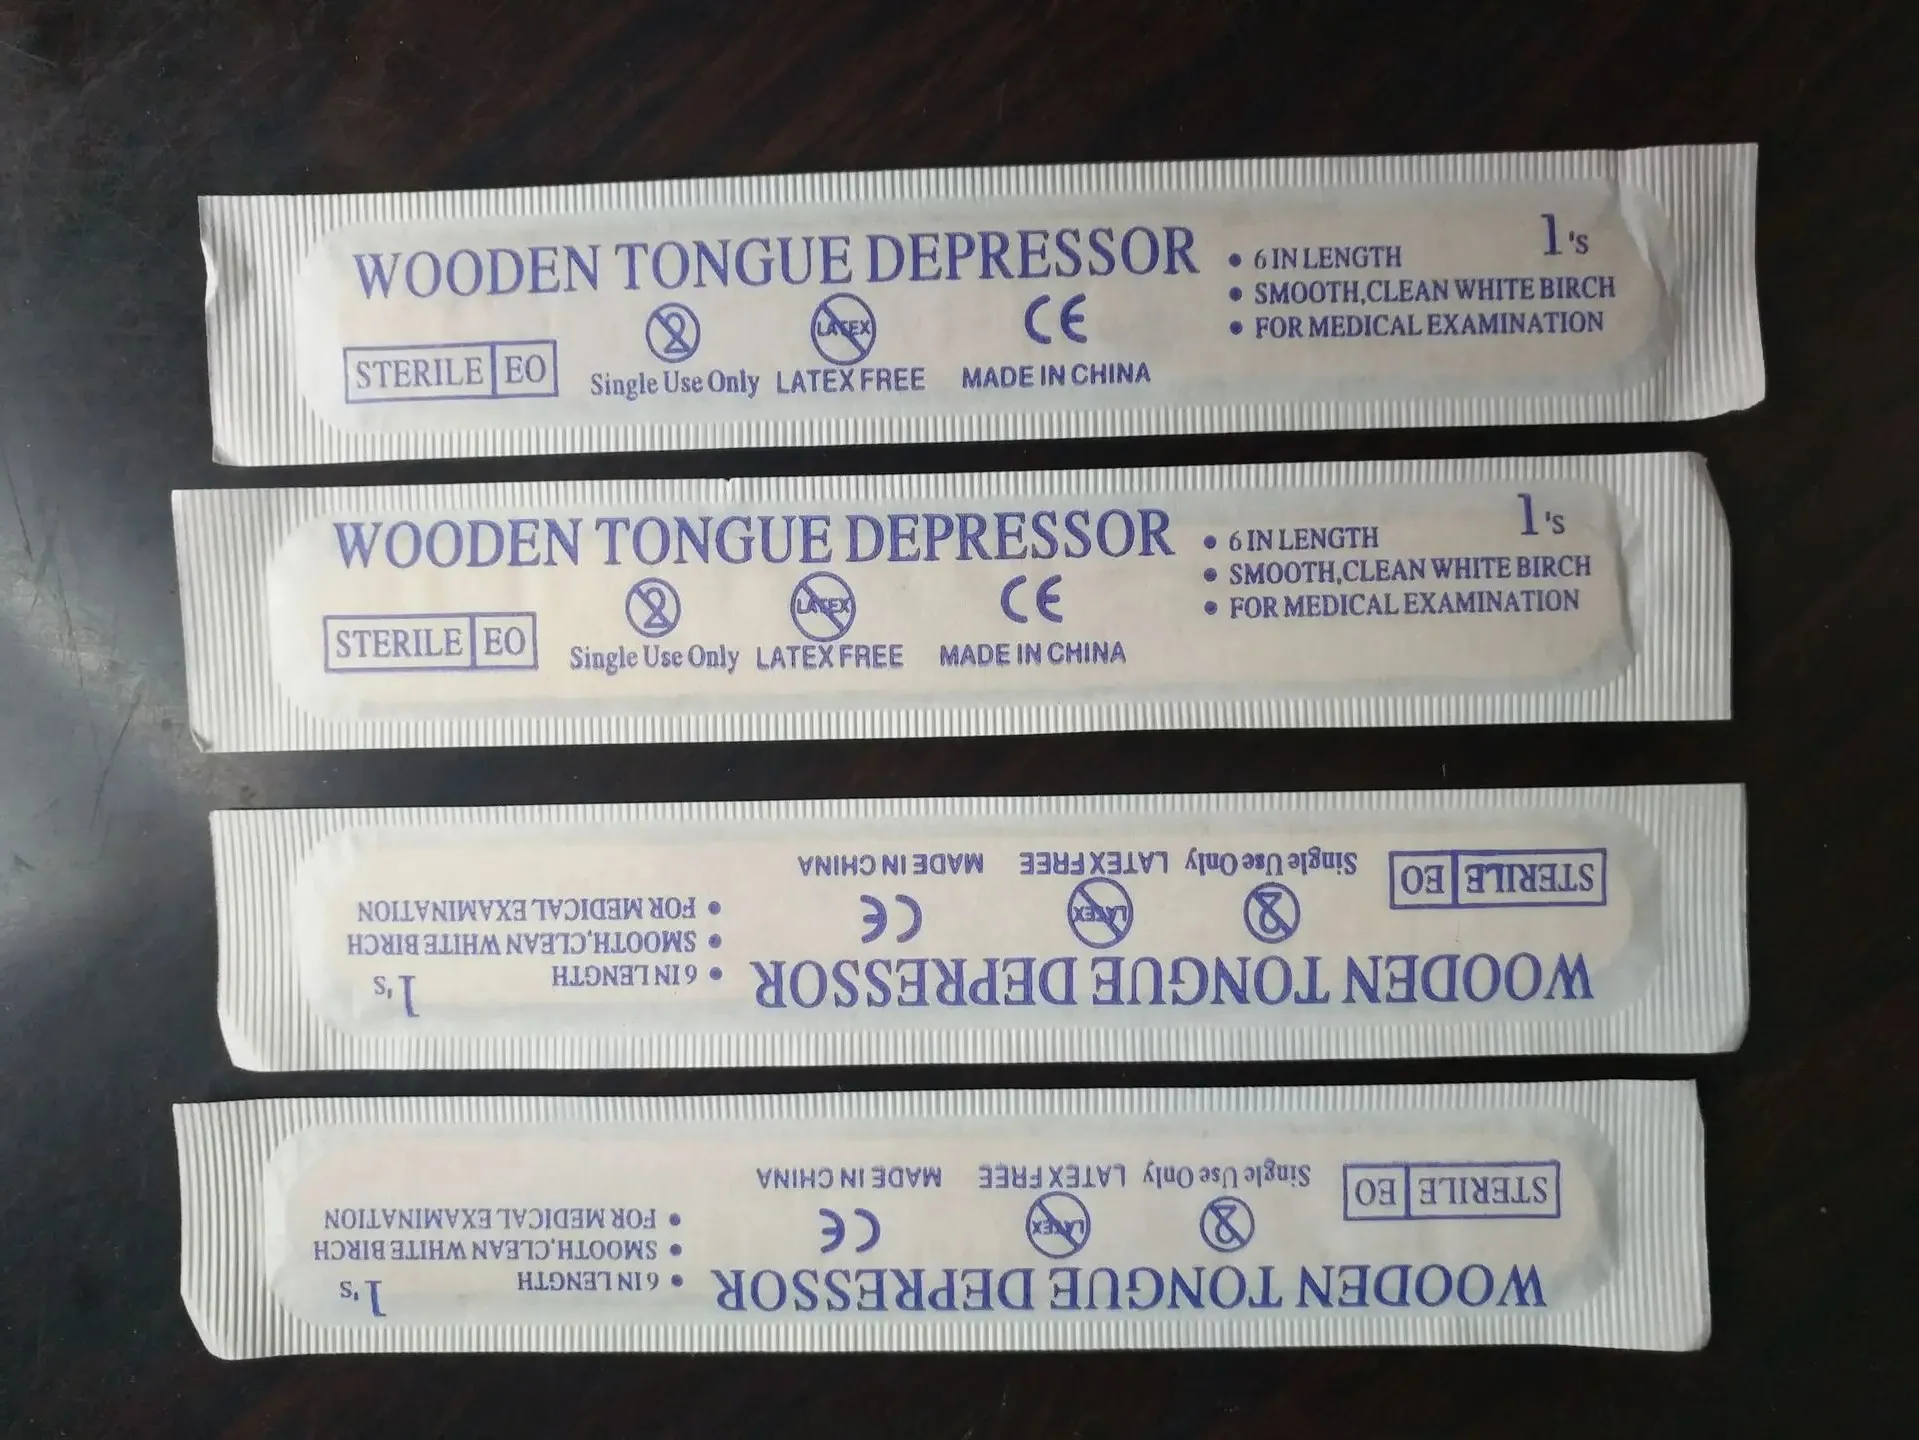 WOODEN TONGUE DEPRESSOR
• 6 IN LENGTH
1's
• SMOOTH,CLEAN WHITE BIRCH
• FOR MEDICAL EXAMINATION
STERILE EO
2
LATEX
CE
Single Use Only
LATEX FREE
MADE IN CHINA
WOODEN TONGUE DEPRESSOR
• 6 IN LENGTH
1's
• SMOOTH,CLEAN WHITE BIRCH
• FOR MEDICAL EXAMINATION
STERILE EO
2
LATEX
CE
Single Use Only
LATEX FREE
MADE IN CHINA
WOODEN TONGUE DEPRESSOR
• 6 IN LENGTH
1's
• SMOOTH,CLEAN WHITE BIRCH
• FOR MEDICAL EXAMINATION
STERILE EO
2
LATEX
CE
Single Use Only
LATEX FREE
MADE IN CHINA
WOODEN TONGUE DEPRESSOR
• 6 IN LENGTH
1's
• SMOOTH,CLEAN WHITE BIRCH
• FOR MEDICAL EXAMINATION
STERILE EO
2
LATEX
CE
Single Use Only
LATEX FREE
MADE IN CHINA